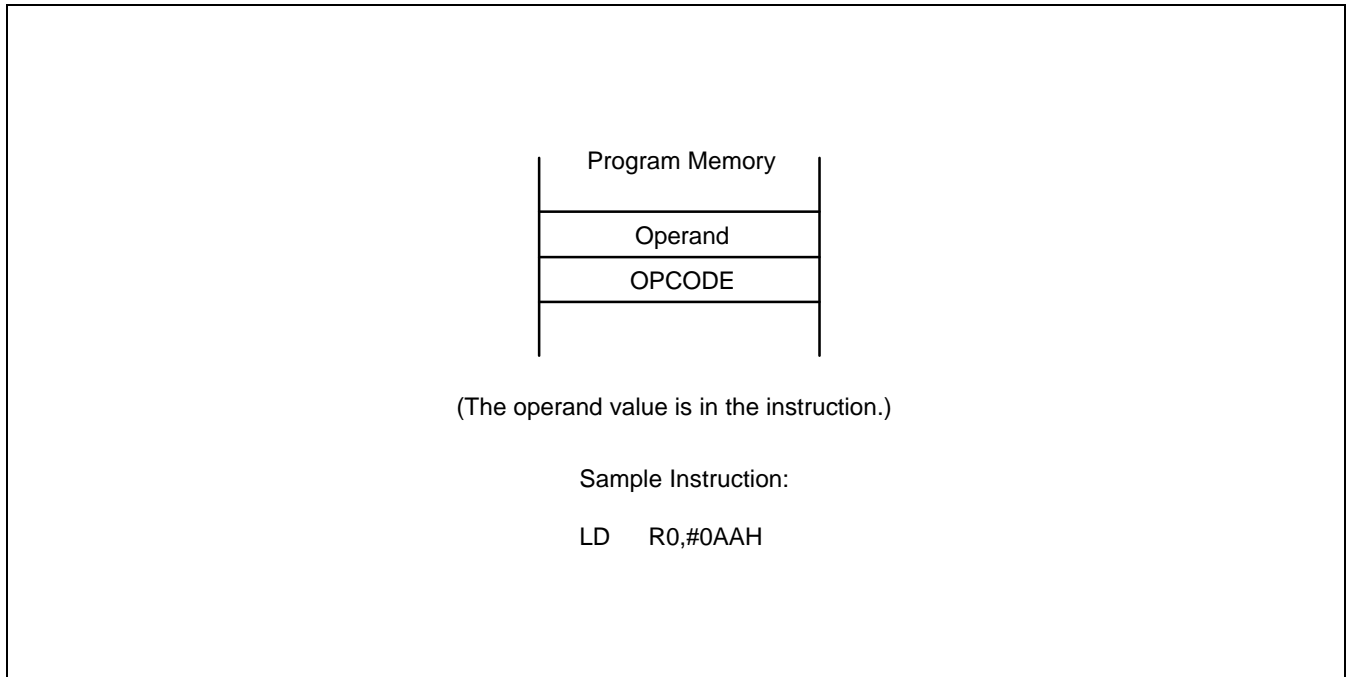 Program Memory
Operand
OPCODE
(The operand value is in the instruction.)
Sample Instruction:
LD R0,#0AAH